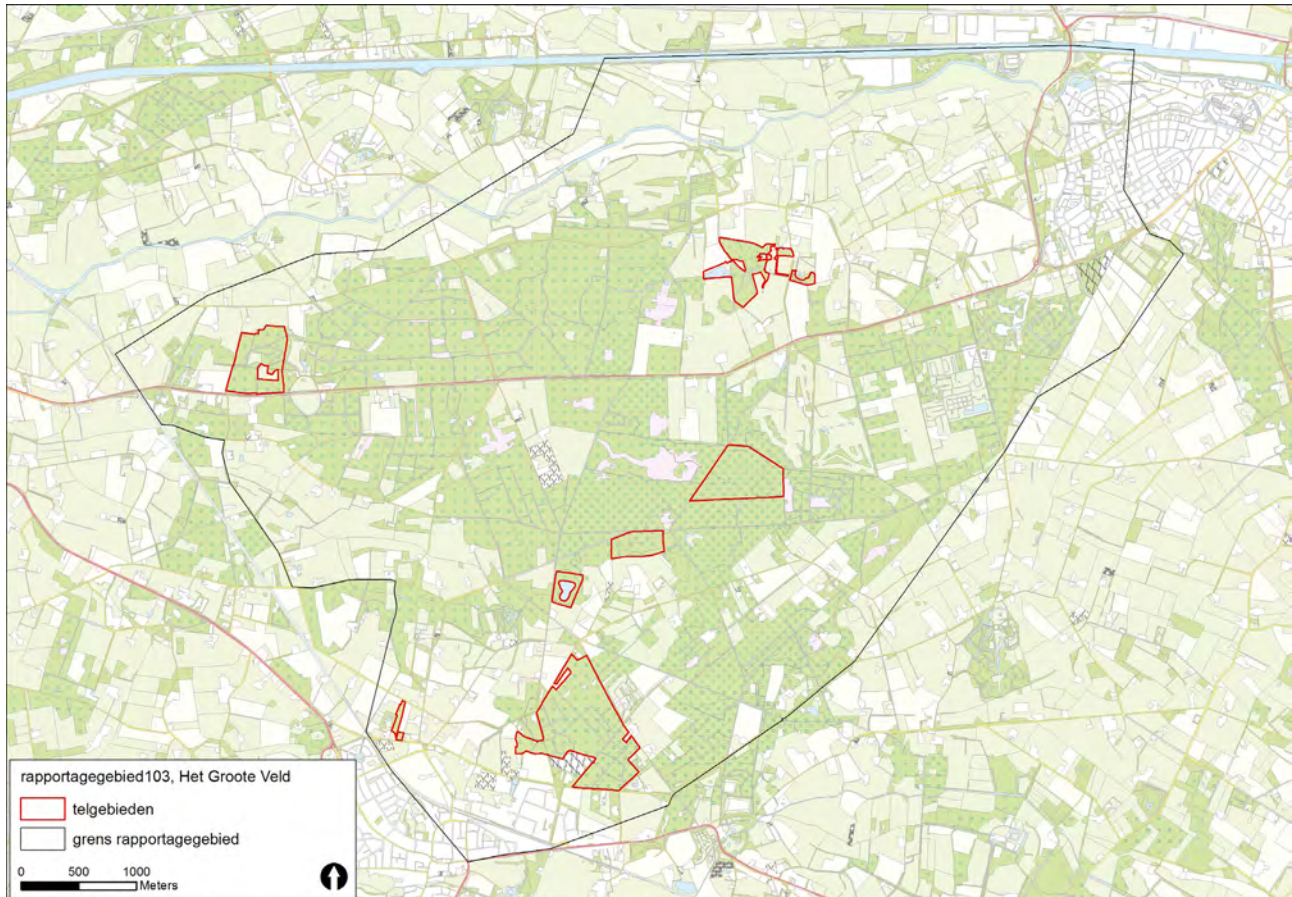 rapportagegebied103, Het Groote Veld
telgebieden
grens rapportagegebied
0 500 1000
Meters